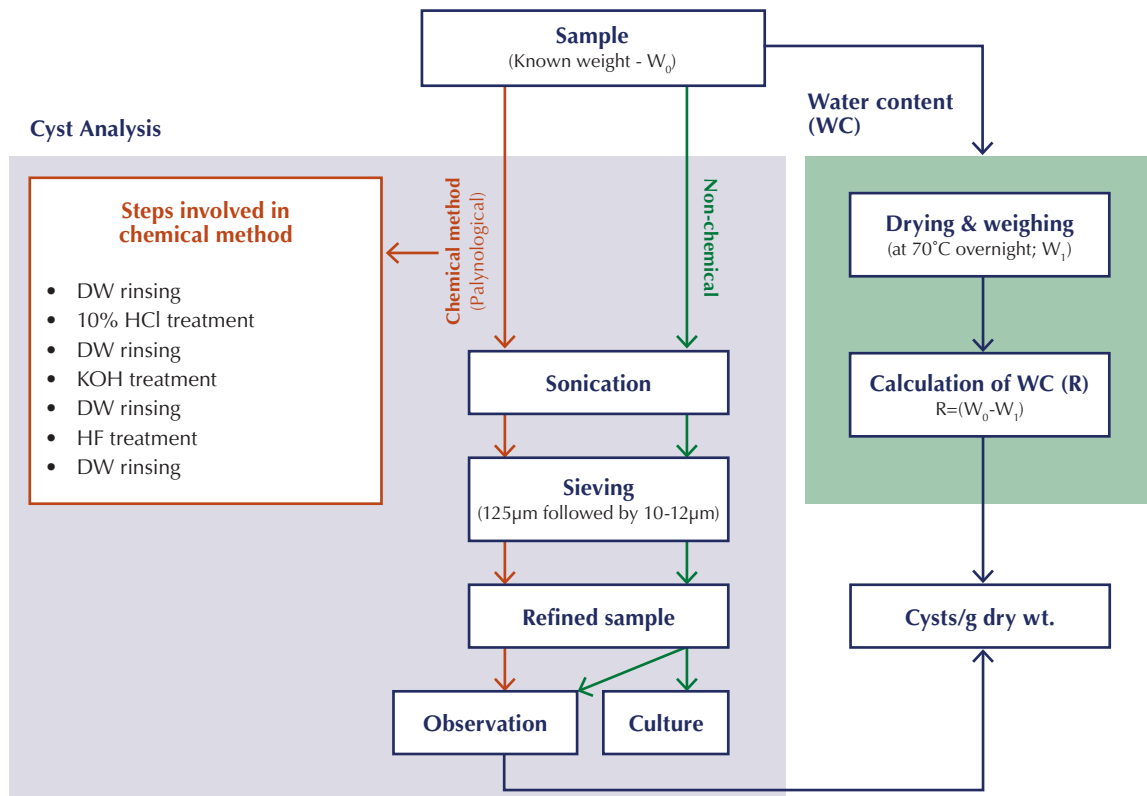 Sample
(Known weight - W₀)
Water content
(WC)
Cyst Analysis
Steps involved in
chemical method
• DW rinsing
• 10% HCl treatment
• DW rinsing
• KOH treatment
• DW rinsing
• HF treatment
• DW rinsing
Chemical method
(Palynological)
Non-chemical
Drying & weighing
(at 70˚C overnight; W₁)
Sonication
Calculation of WC (R)
R=(W₀-W₁)
Sieving
(125µm followed by 10-12µm)
Refined sample
Cysts/g dry wt.
Observation
Culture